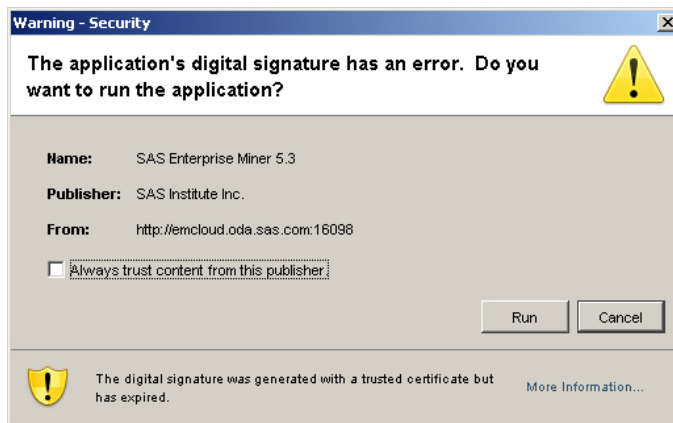 Warning - Security
The application's digital signature has an error. Do you
want to run the application?
Name: SAS Enterprise Miner 5.3
Publisher: SAS Institute Inc.
From: http://emcloud.oda.sas.com:16098
Always trust content from this publisher.
Run Cancel
The digital signature was generated with a trusted certificate but
has expired.
More Information...